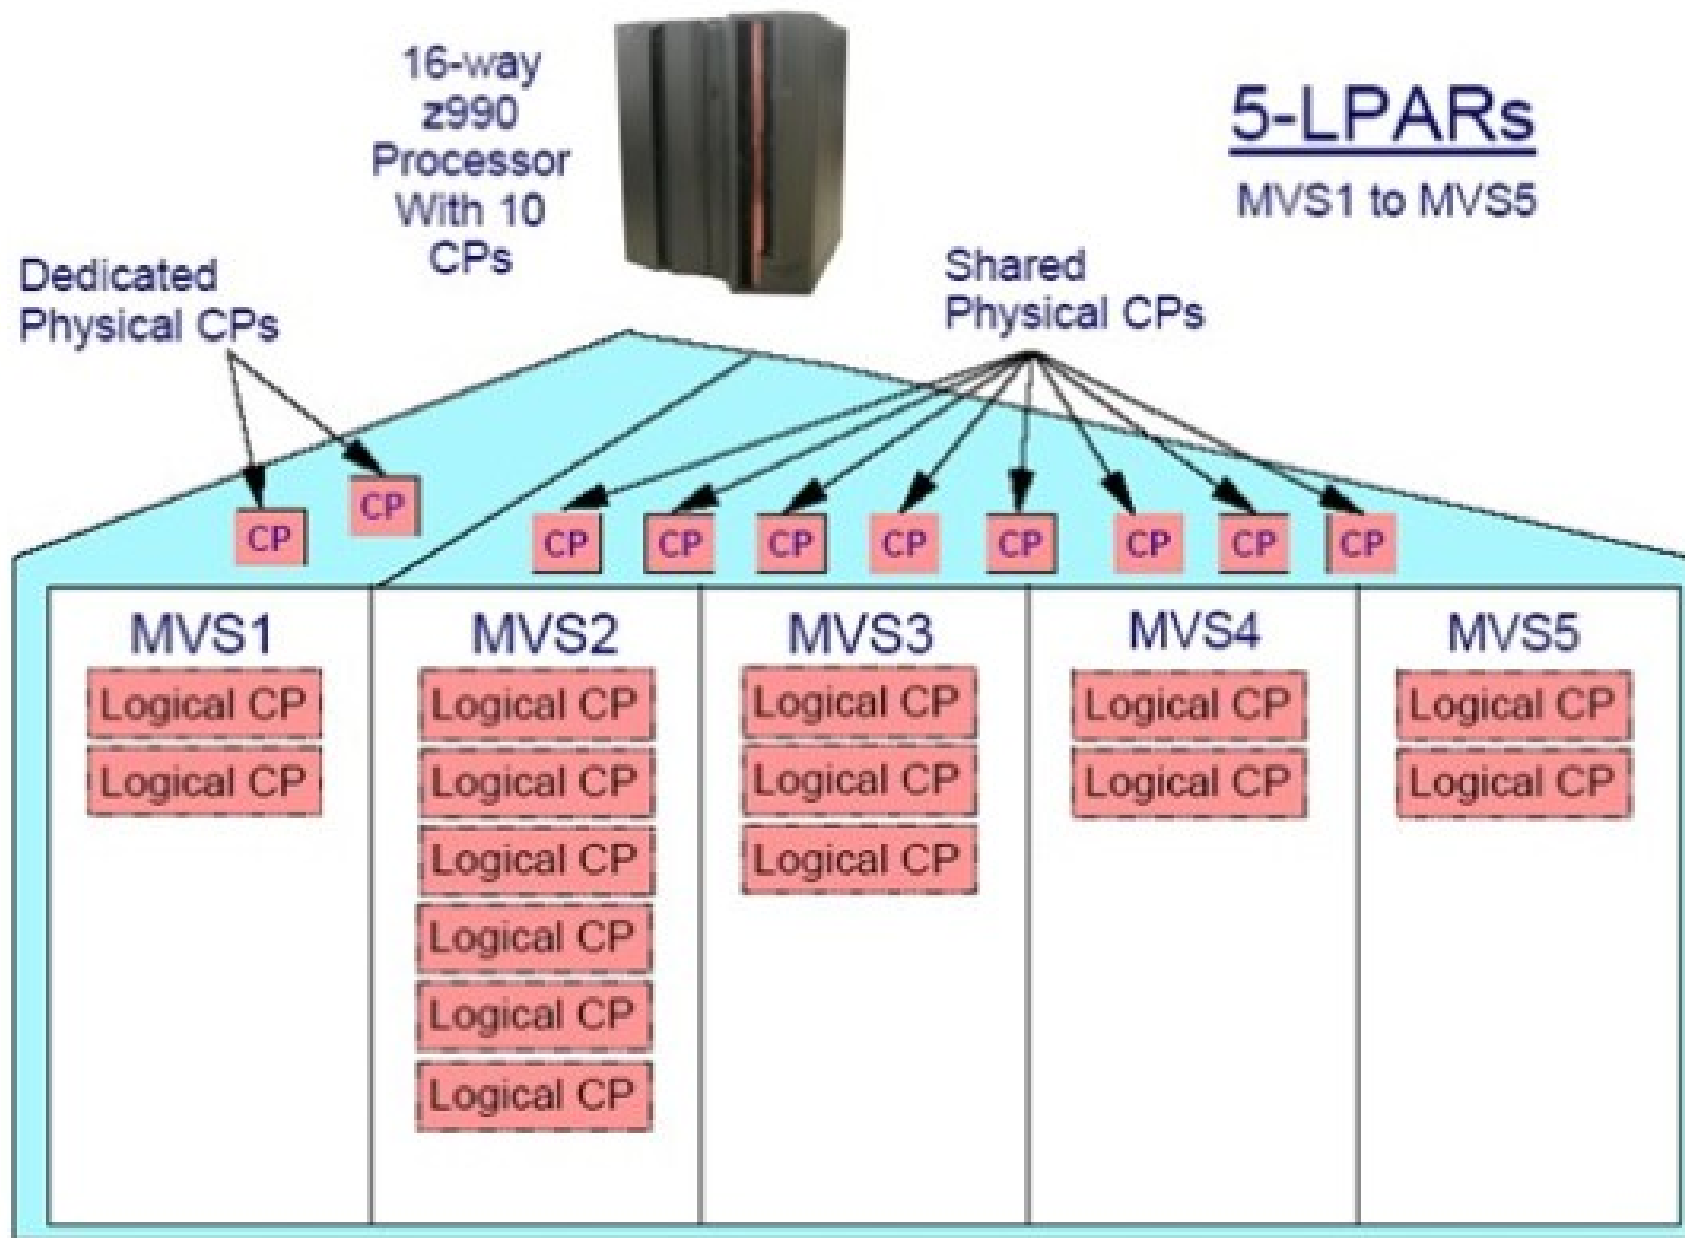 16-way
z990
Processor
With 10
CPs
5-LPARs
MVS1 to MVS5
Dedicated
Physical CPs
Shared
Physical CPs
CP
CP
CP
CP
CP
CP
CP
CP
CP
CP
MVS1
Logical CP
Logical CP
MVS2
Logical CP
Logical CP
Logical CP
Logical CP
Logical CP
Logical CP
MVS3
Logical CP
Logical CP
Logical CP
MVS4
Logical CP
Logical CP
MVS5
Logical CP
Logical CP